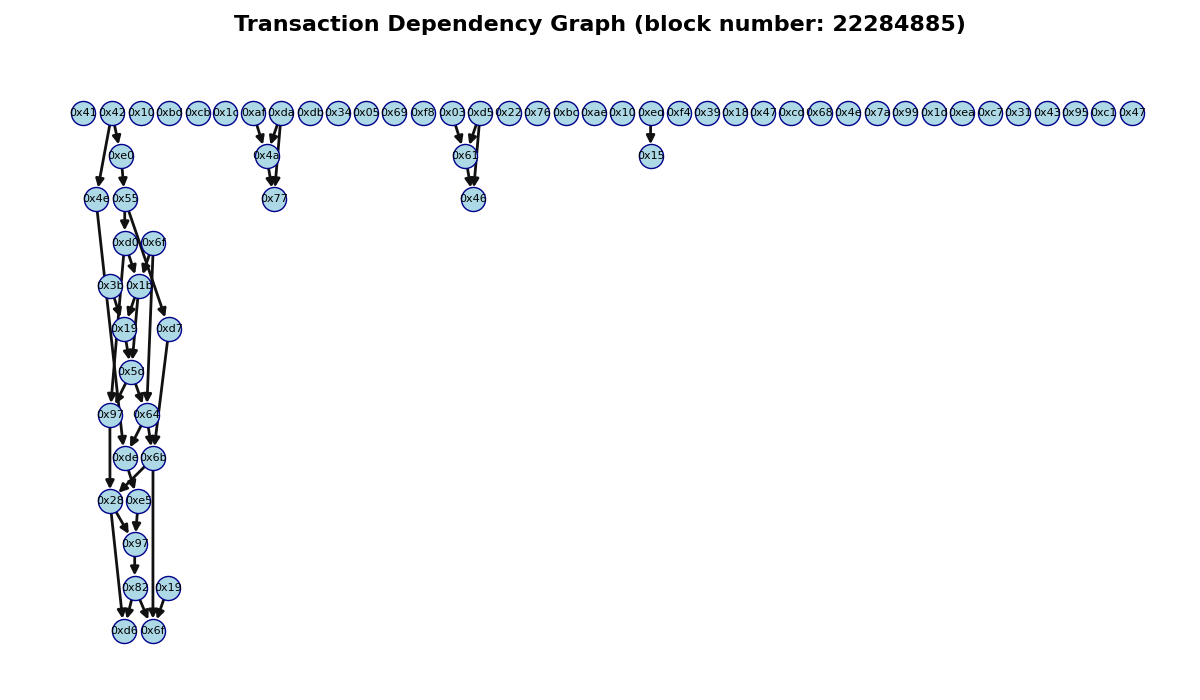 Transaction Dependency Graph (block number: 22284885)
0x41 0x42 0x10 0xbd 0xcb 0x1c 0xaf 0xda 0xdb 0x34 0x05 0x69 0xf8 0x03 0xd5 0x22 0x76 0xbc 0xae 0x10 0xed 0xf4 0x39 0x18 0x47 0xcd 0x68 0x4e 0x7a 0x99 0x1d 0xea 0xc7 0x31 0x43 0x95 0xc1 0x47
0xe0 0x4a 0x61 0x15
0x4e 0x55 0x77 0x46
0xd0 0x6f
0x3b 0x1b
0x19 0xd7
0x5d
0x97 0x64
0xde 0x6b
0x28 0xe5
0x97
0x82 0x19
0xd6 0x6f